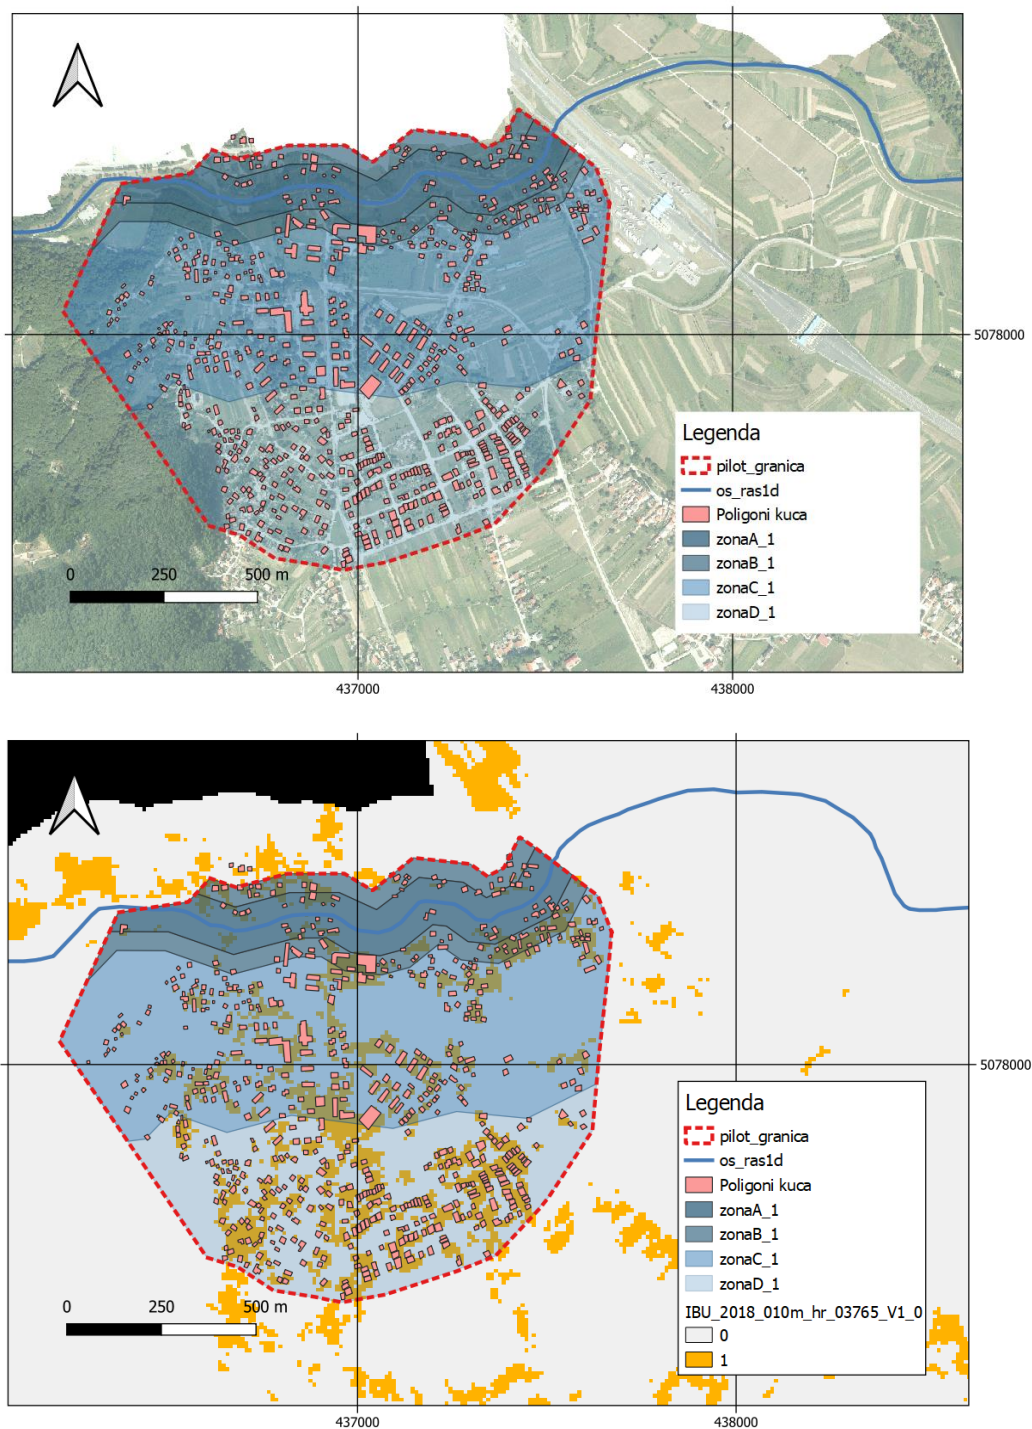 5078000
Legenda
pilot_granica
os_ras1d
Poligoni kuca
zonaA_1
zonaB_1
zonaC_1
zonaD_1
0 250 500 m
437000 438000
5078000
Legenda
pilot_granica
os_ras1d
Poligoni kuca
zonaA_1
zonaB_1
zonaC_1
zonaD_1
IBU_2018_010m_hr_03765_V1_0
0
1
0 250 500 m
437000 438000